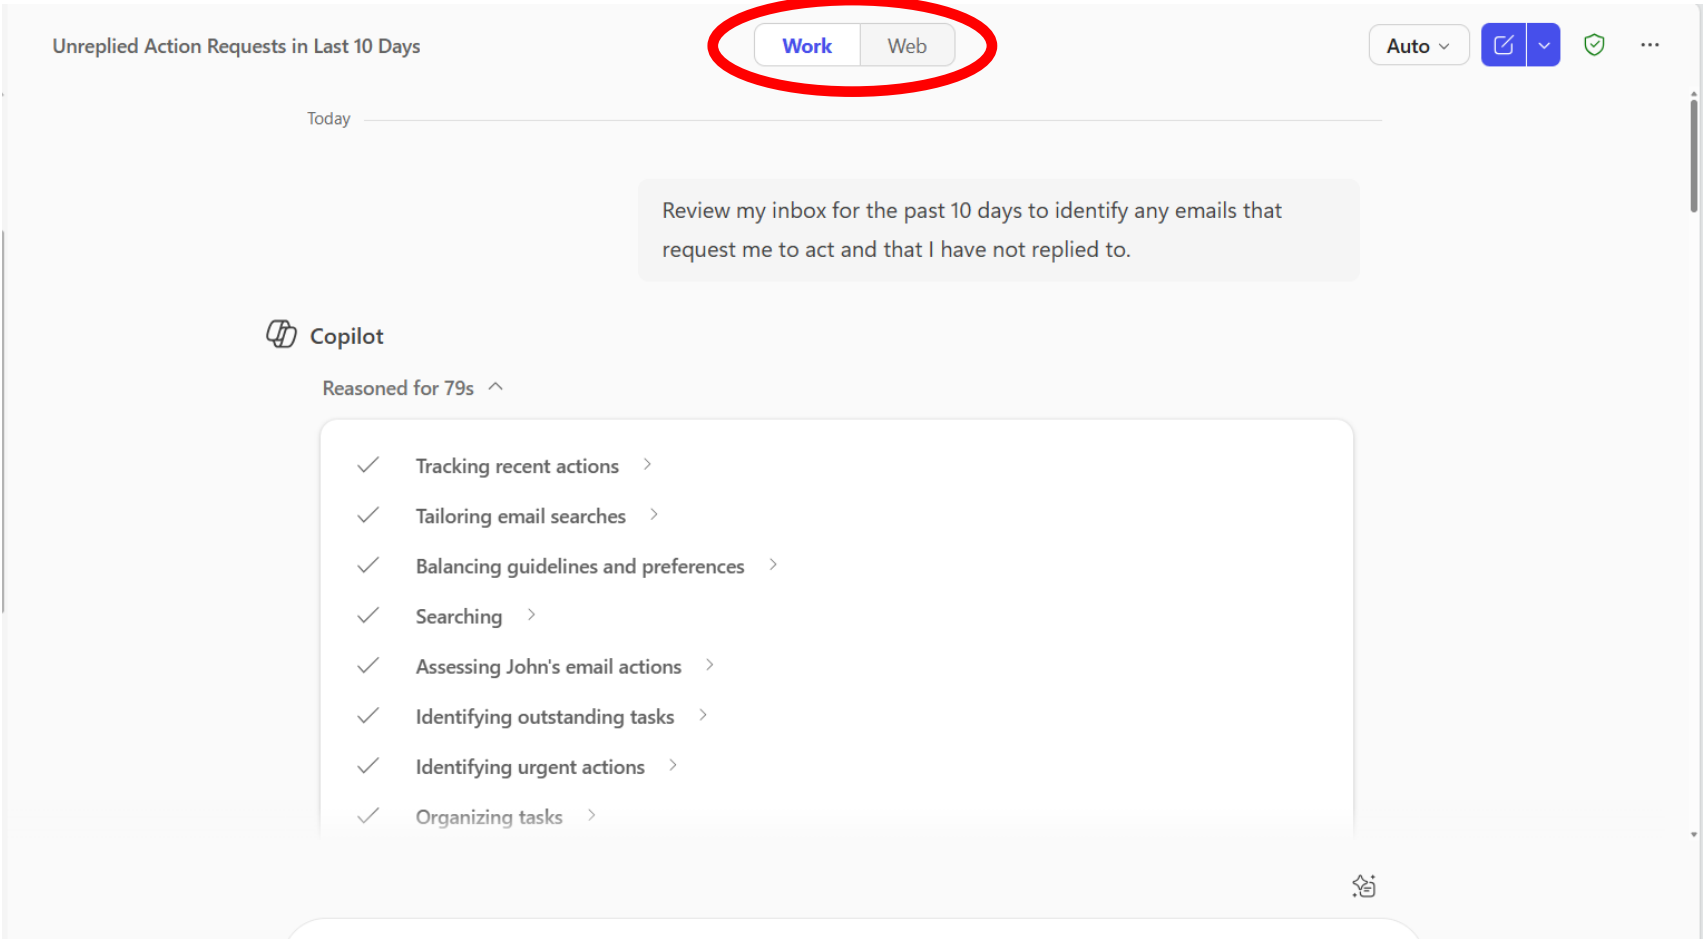 Unreplied Action Requests in Last 10 Days
Work
Web
Auto
Today
Review my inbox for the past 10 days to identify any emails that
request me to act and that I have not replied to.
Copilot
Reasoned for 79s
Tracking recent actions
Tailoring email searches
Balancing guidelines and preferences
Searching
Assessing John's email actions
Identifying outstanding tasks
Identifying urgent actions
Organizing tasks